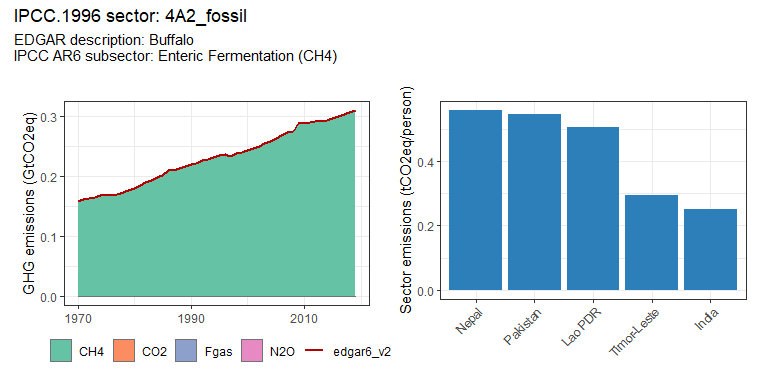 IPCC.1996 sector: 4A2_fossil
EDGAR description: Buffalo
IPCC AR6 subsector: Enteric Fermentation (CH4)
GHG emissions (GtCO2eq)
0.3
0.2
0.1
0.0
1970
1990
2010
CH4
CO2
Fgas
N2O
edgar6_v2
Sector emissions (tCO2eq/person)
0.4
0.2
0.0
Nepal
Pakistan
Lao PDR
Timor-Leste
India